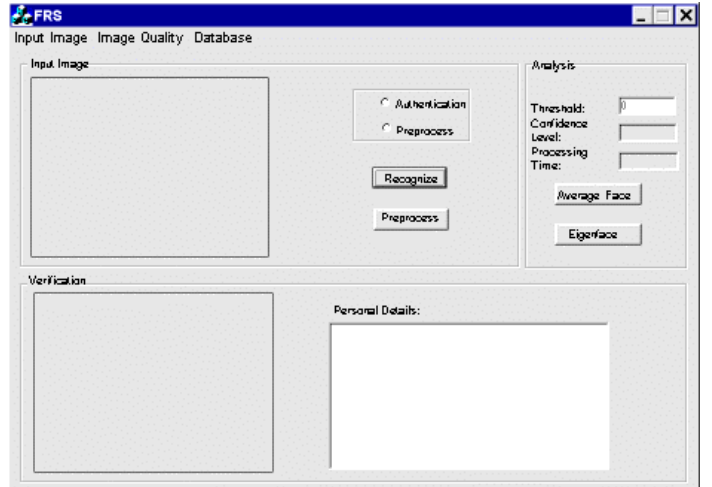 FRS
Input Image Image Quality Database
Input Image
Authentication
Preprocess
Recognize
Preprocess
Analysis
Threshold: 0
Confidence
Level:
Processing
Time:
Average Face
Eigenface
Verification
Personal Details: